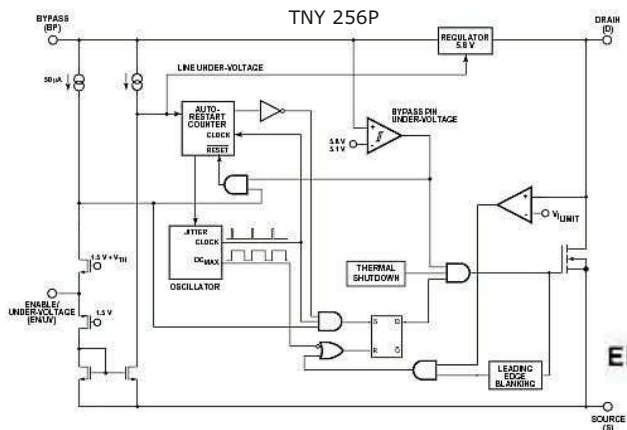 TNY 256P
BYPASS
(BP)
DRAIN
(D)
REGULATOR
5.8 V
LINE UNDER-VOLTAGE
50 µA
AUTO-
RESTART
COUNTER
CLOCK
RESET
BYPASS PIN
UNDER-VOLTAGE
+
-
5.8 V
5.1 V
+
-
VI LIMIT
JITTER
CLOCK
DCMAX
OSCILLATOR
1.5 V + VTH
ENABLE/
UNDER-VOLTAGE
(EN/UV)
1.5 V
THERMAL
SHUTDOWN
S Q
R Q
LEADING
EDGE
BLANKING
E
SOURCE
(S)